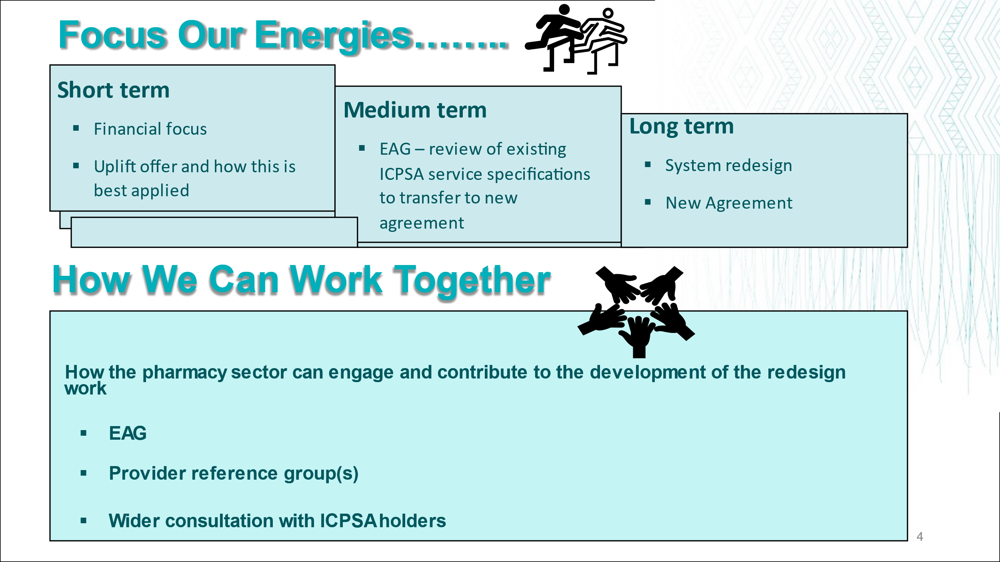 Focus Our Energies........
Short term
▪ Financial focus
▪ Uplift offer and how this is
best applied
Medium term
▪ EAG – review of existing
ICPSA service specifications
to transfer to new
agreement
Long term
▪ System redesign
▪ New Agreement
How We Can Work Together
How the pharmacy sector can engage and contribute to the development of the redesign
work
▪ EAG
▪ Provider reference group(s)
▪ Wider consultation with ICPSA holders
4